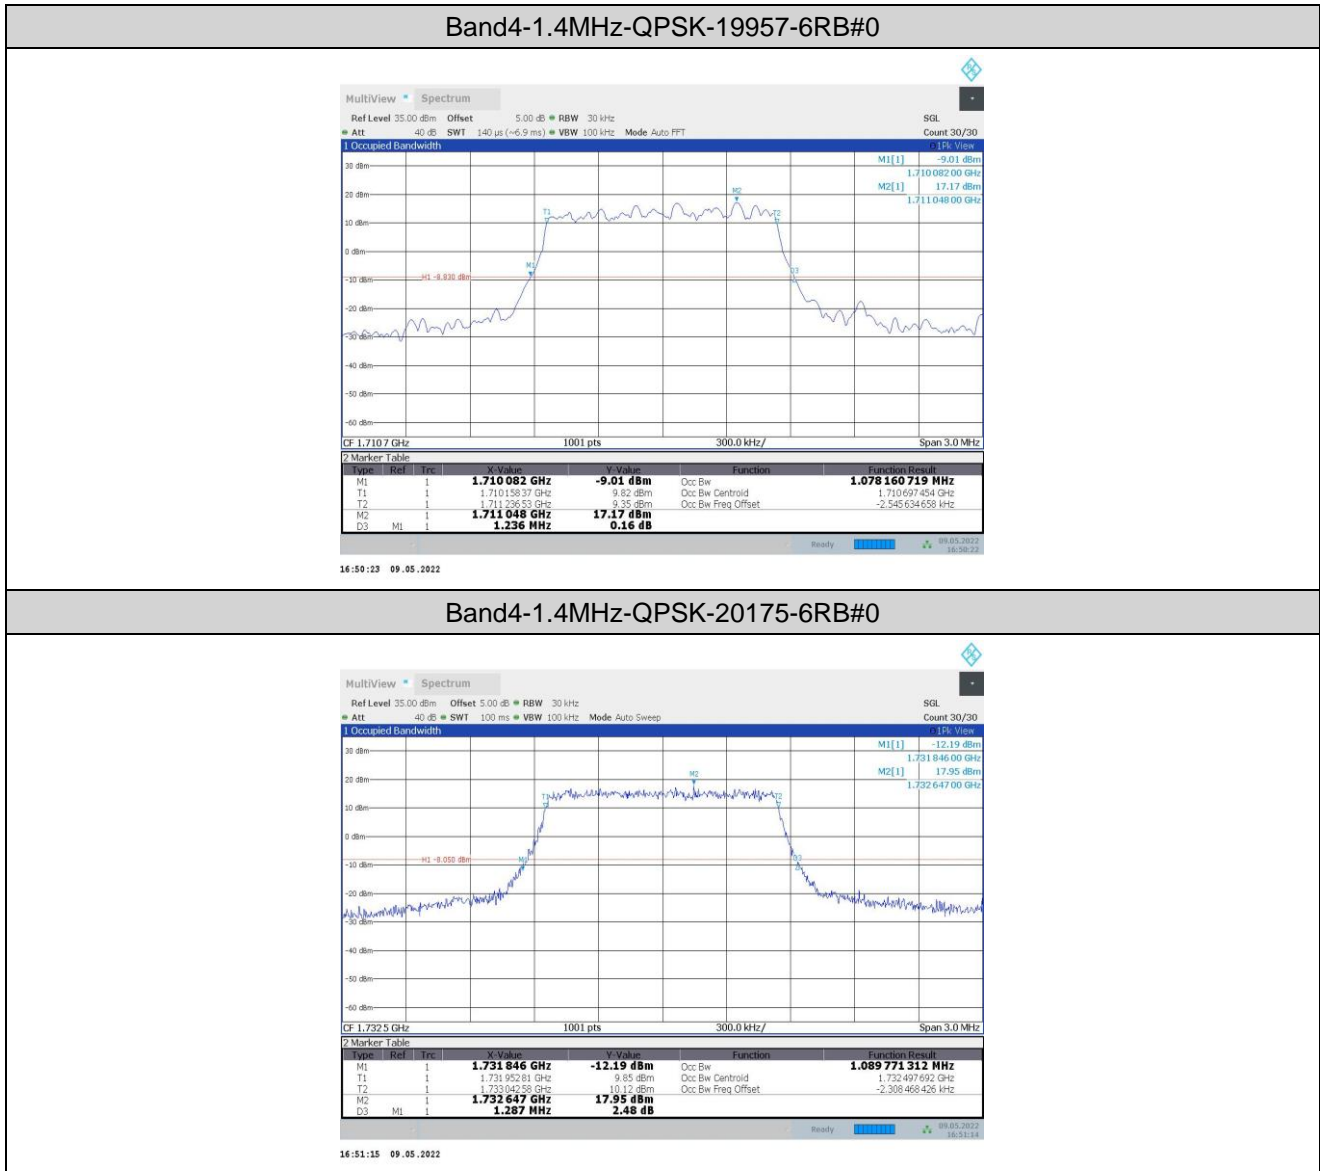 Band4-1.4MHz-QPSK-19957-6RB#0
MultiView Spectrum
Ref Level 35.00 dBm Offset 5.00 dB RBW 30 kHz SGL
Att 40 dB SWT 140 µs (~6.9 ms) VBW 100 kHz Mode Auto FFT Count 30/30
1 Occupied Bandwidth 1Pk View
M1[1] -9.01 dBm
1.710 082 00 GHz
M2[1] 17.17 dBm
1.711 048 00 GHz
30 dBm
20 dBm
M2
T1 T2
10 dBm
0 dBm
M1 D3
-10 dBm H1 -8.830 dBm
-20 dBm
-30 dBm
-40 dBm
-50 dBm
-60 dBm
CF 1.7107 GHz 1001 pts 300.0 kHz/ Span 3.0 MHz
2 Marker Table
Type Ref Trc X-Value Y-Value Function Function Result
M1 1 1.710 082 GHz -9.01 dBm Occ Bw 1.078 160 719 MHz
T1 1 1.710 158 37 GHz 9.82 dBm Occ Bw Centroid 1.710 697 454 GHz
T2 1 1.711 236 53 GHz 9.35 dBm Occ Bw Freq Offset -2.545 634 658 kHz
M2 1 1.711 048 GHz 17.17 dBm
D3 M1 1 1.236 MHz 0.16 dB
Ready 09.05.2022
16:50:22
16:50:23 09.05.2022
Band4-1.4MHz-QPSK-20175-6RB#0
MultiView Spectrum
Ref Level 35.00 dBm Offset 5.00 dB RBW 30 kHz SGL
Att 40 dB SWT 100 ms VBW 100 kHz Mode Auto Sweep Count 30/30
1 Occupied Bandwidth 1Pk View
M1[1] -12.19 dBm
1.731 846 00 GHz
M2[1] 17.95 dBm
1.732 647 00 GHz
30 dBm
20 dBm
M2
T1 T2
10 dBm
0 dBm
H1 -8.050 dBm M1 D3
-10 dBm
-20 dBm
-30 dBm
-40 dBm
-50 dBm
-60 dBm
CF 1.7325 GHz 1001 pts 300.0 kHz/ Span 3.0 MHz
2 Marker Table
Type Ref Trc X-Value Y-Value Function Function Result
M1 1 1.731 846 GHz -12.19 dBm Occ Bw 1.089 771 312 MHz
T1 1 1.731 952 81 GHz 9.85 dBm Occ Bw Centroid 1.732 497 692 GHz
T2 1 1.733 042 58 GHz 10.12 dBm Occ Bw Freq Offset -2.308 468 426 kHz
M2 1 1.732 647 GHz 17.95 dBm
D3 M1 1 1.287 MHz 2.48 dB
Ready 09.05.2022
16:51:14
16:51:15 09.05.2022